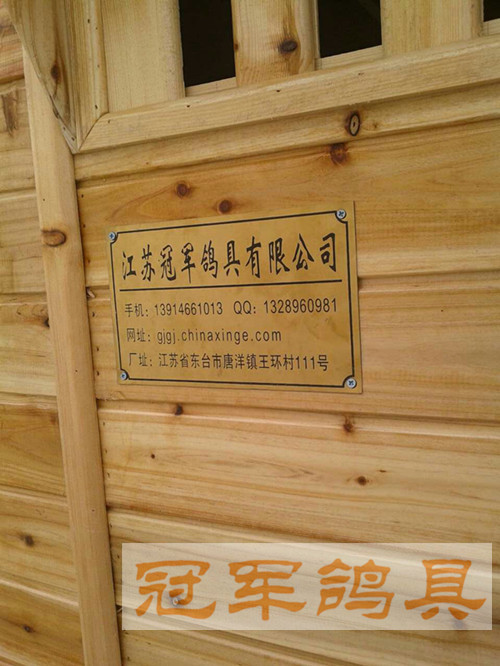 江苏冠军鸽具有限公司
手机：13914661013 QQ：1328960981
网址：gjgj.chinaxinge.com
厂址：江苏省东台市唐洋镇王环村111号
冠军鸽具